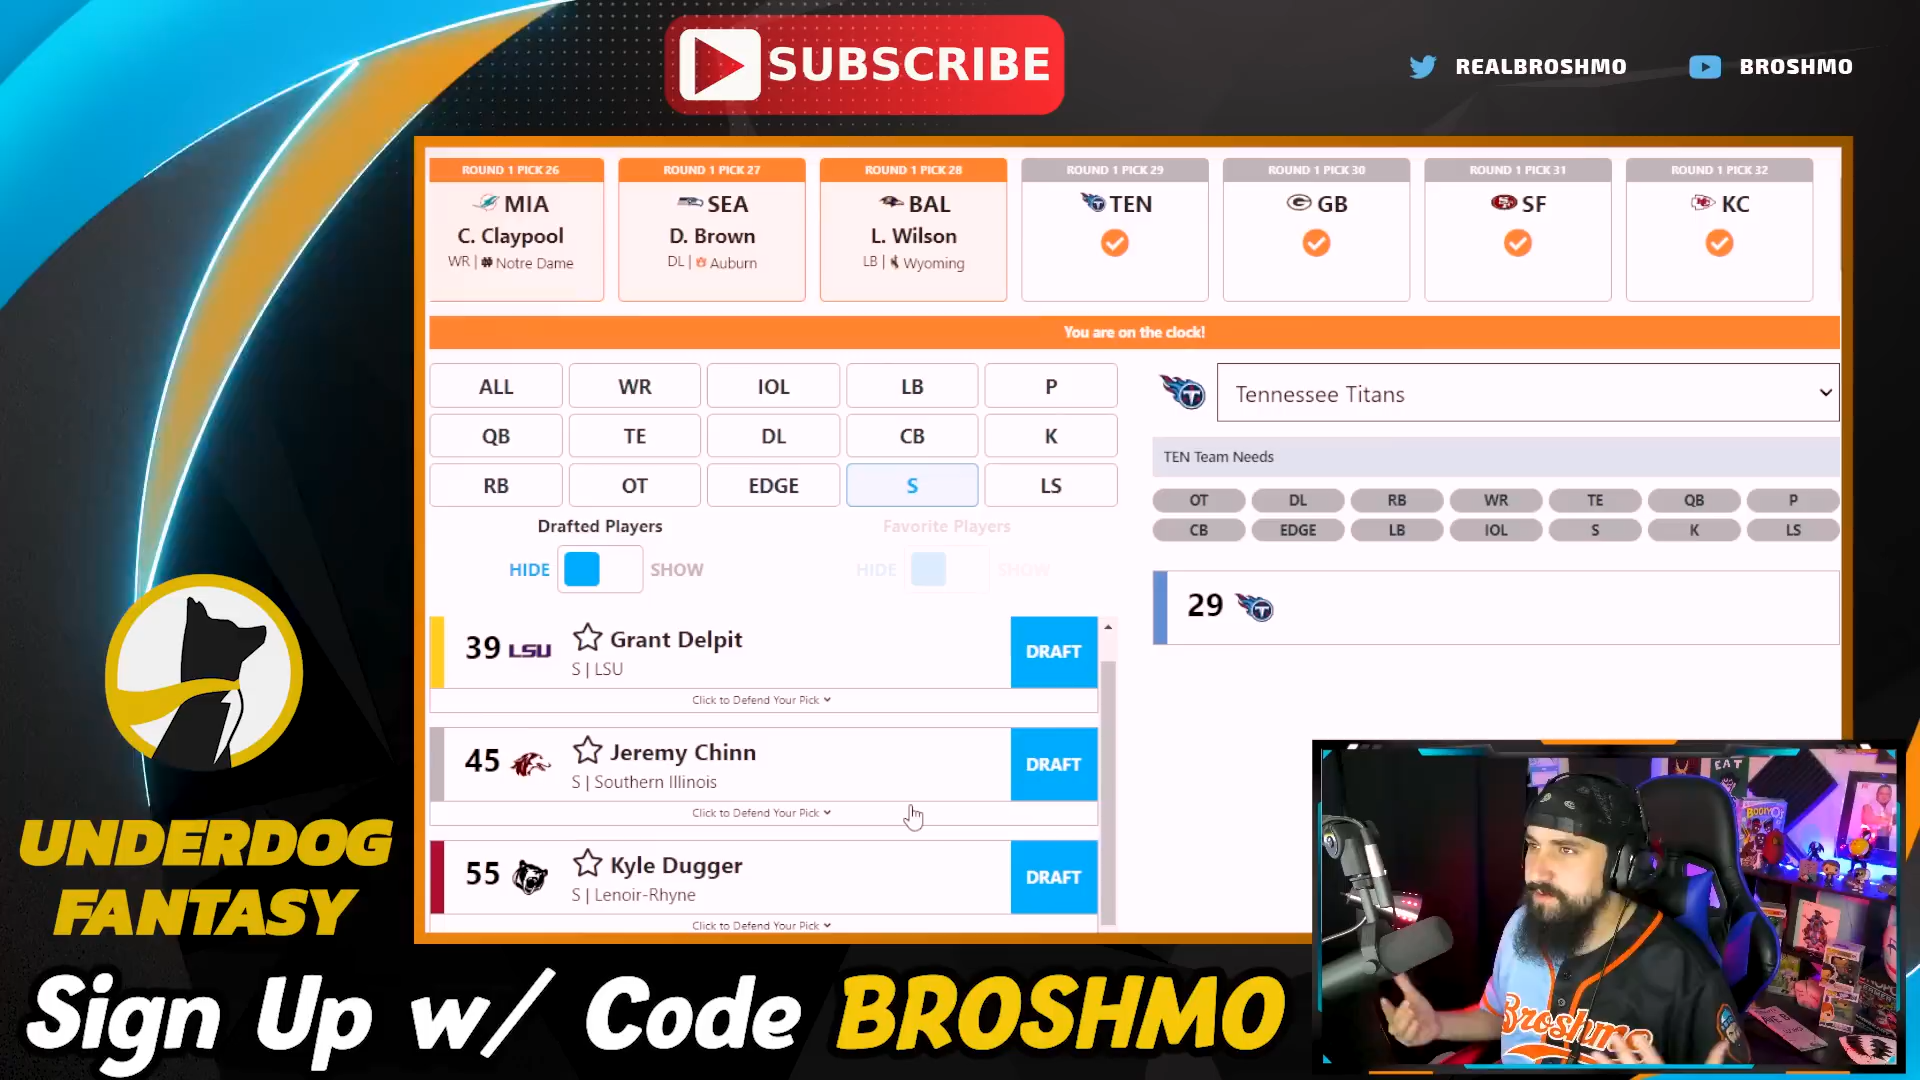 SUBSCRIBE
REALBROSHMO
BROSHMO
ROUND 1 PICK 26
MIA
C. Claypool
WR | Notre Dame
ROUND 1 PICK 27
SEA
D. Brown
DL | Auburn
ROUND 1 PICK 28
BAL
L. Wilson
LB | Wyoming
ROUND 1 PICK 29
TEN
ROUND 1 PICK 30
GB
ROUND 1 PICK 31
SF
ROUND 1 PICK 32
KC
You are on the clock!
ALL WR IOL LB P
QB TE DL CB K
RB OT EDGE S LS
Drafted Players
HIDE SHOW
Favorite Players
HIDE SHOW
39 LSU Grant Delpit
S | LSU
DRAFT
Click to Defend Your Pick
45 Jeremy Chinn
S | Southern Illinois
DRAFT
Click to Defend Your Pick
55 Kyle Dugger
S | Lenoir-Rhyne
DRAFT
Click to Defend Your Pick
Tennessee Titans
TEN Team Needs
OT DL RB WR TE QB P
CB EDGE LB IOL S K LS
29
UNDERDOG
FANTASY
Sign Up w/ Code BROSHMO
EAT
Broshmo